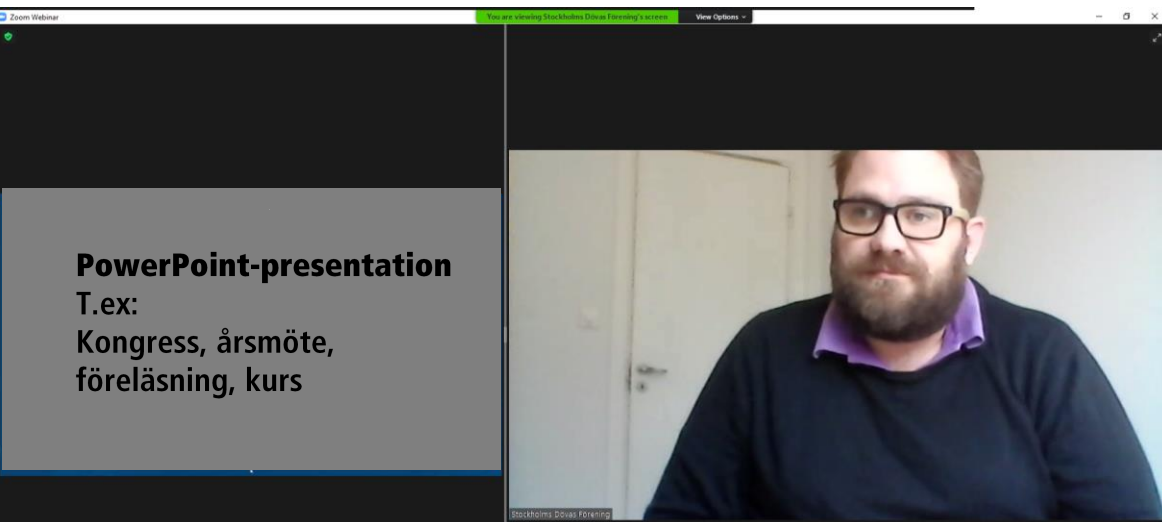 Zoom Webinar
You are viewing Stockholms Dövas Förening's screen
View Options
PowerPoint-presentation
T.ex:
Kongress, årsmöte,
föreläsning, kurs
Stockholms Dövas Förening